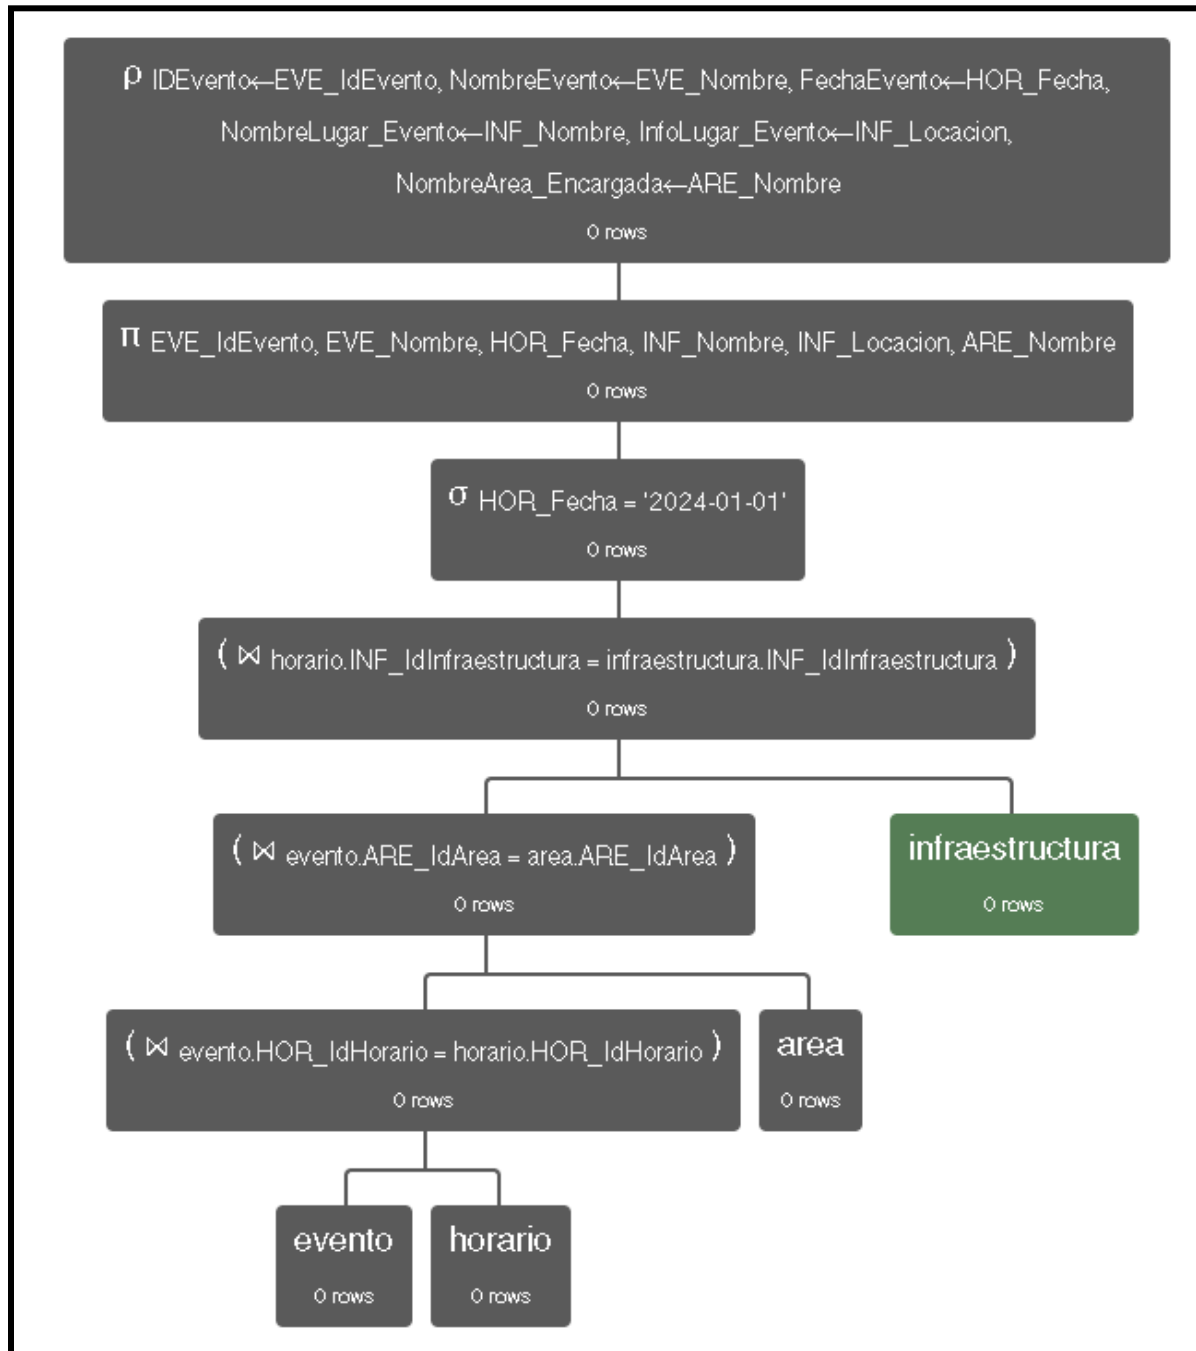 ρ IDEvento←EVE_IdEvento, NombreEvento←EVE_Nombre, FechaEvento←HOR_Fecha,
NombreLugar_Evento←INF_Nombre, InfoLugar_Evento←INF_Locacion,
NombreArea_Encargada←ARE_Nombre
0 rows
π EVE_IdEvento, EVE_Nombre, HOR_Fecha, INF_Nombre, INF_Locacion, ARE_Nombre
0 rows
σ HOR_Fecha = '2024-01-01'
0 rows
( ⋈ horario.INF_IdInfraestructura = infraestructura.INF_IdInfraestructura )
0 rows
( ⋈ evento.ARE_IdArea = area.ARE_IdArea )
0 rows
infraestructura
0 rows
( ⋈ evento.HOR_IdHorario = horario.HOR_IdHorario )
0 rows
area
0 rows
evento
0 rows
horario
0 rows